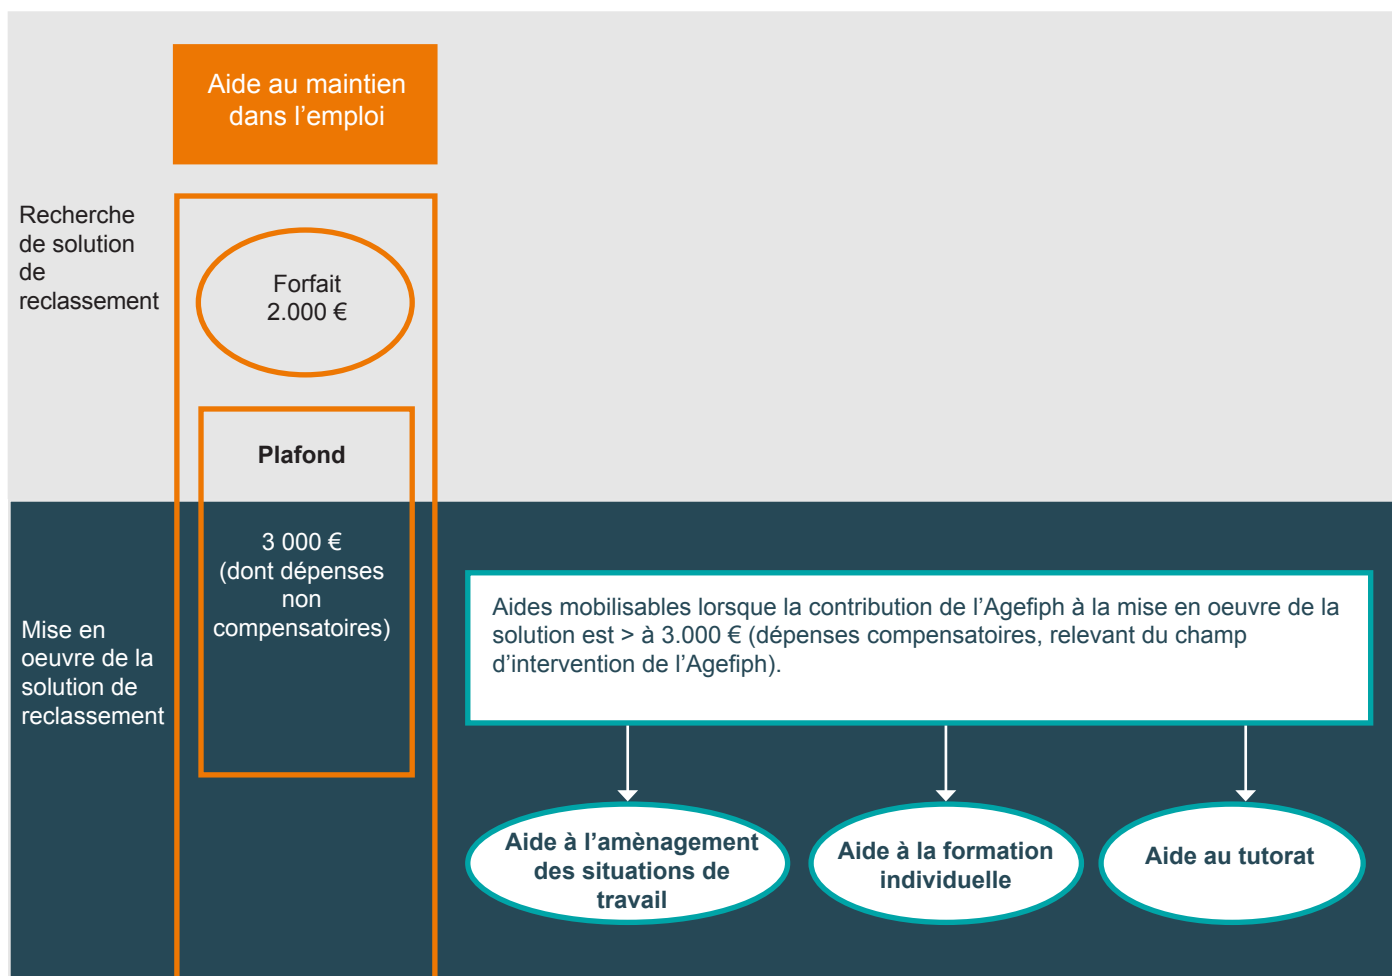 Aide au maintien
dans l'emploi
Recherche
de solution
de
reclassement
Forfait
2.000 €
Plafond
3 000 €
(dont dépenses
non
compensatoires)
Mise en
oeuvre de la
solution de
reclassement
Aides mobilisables lorsque la contribution de l'Agefiph à la mise en oeuvre de la
solution est > à 3.000 € (dépenses compensatoires, relevant du champ
d'intervention de l'Agefiph).
Aide à l'amènagement
des situations de
travail
Aide à la formation
individuelle
Aide au tutorat